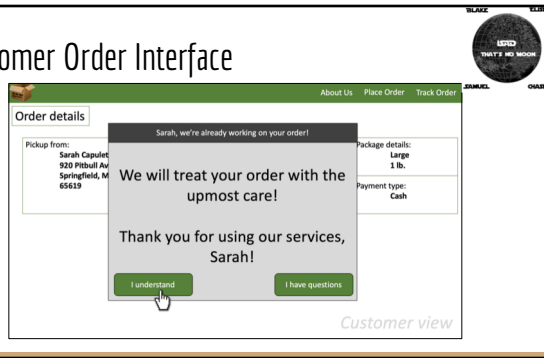 BLAKE
THAT'S NO MOON
SAMUEL
omer Order Interface
About Us Place Order Track Order
Order details
Sarah, we're already working on your order!
Pickup from:
Sarah Capulet
920 Pitbull Av
Springfield, M
65619
We will treat your order with the
upmost care!
Thank you for using our services,
Sarah!
I understand
I have questions
Package details:
Large
1 lb.
Payment type:
Cash
Customer view